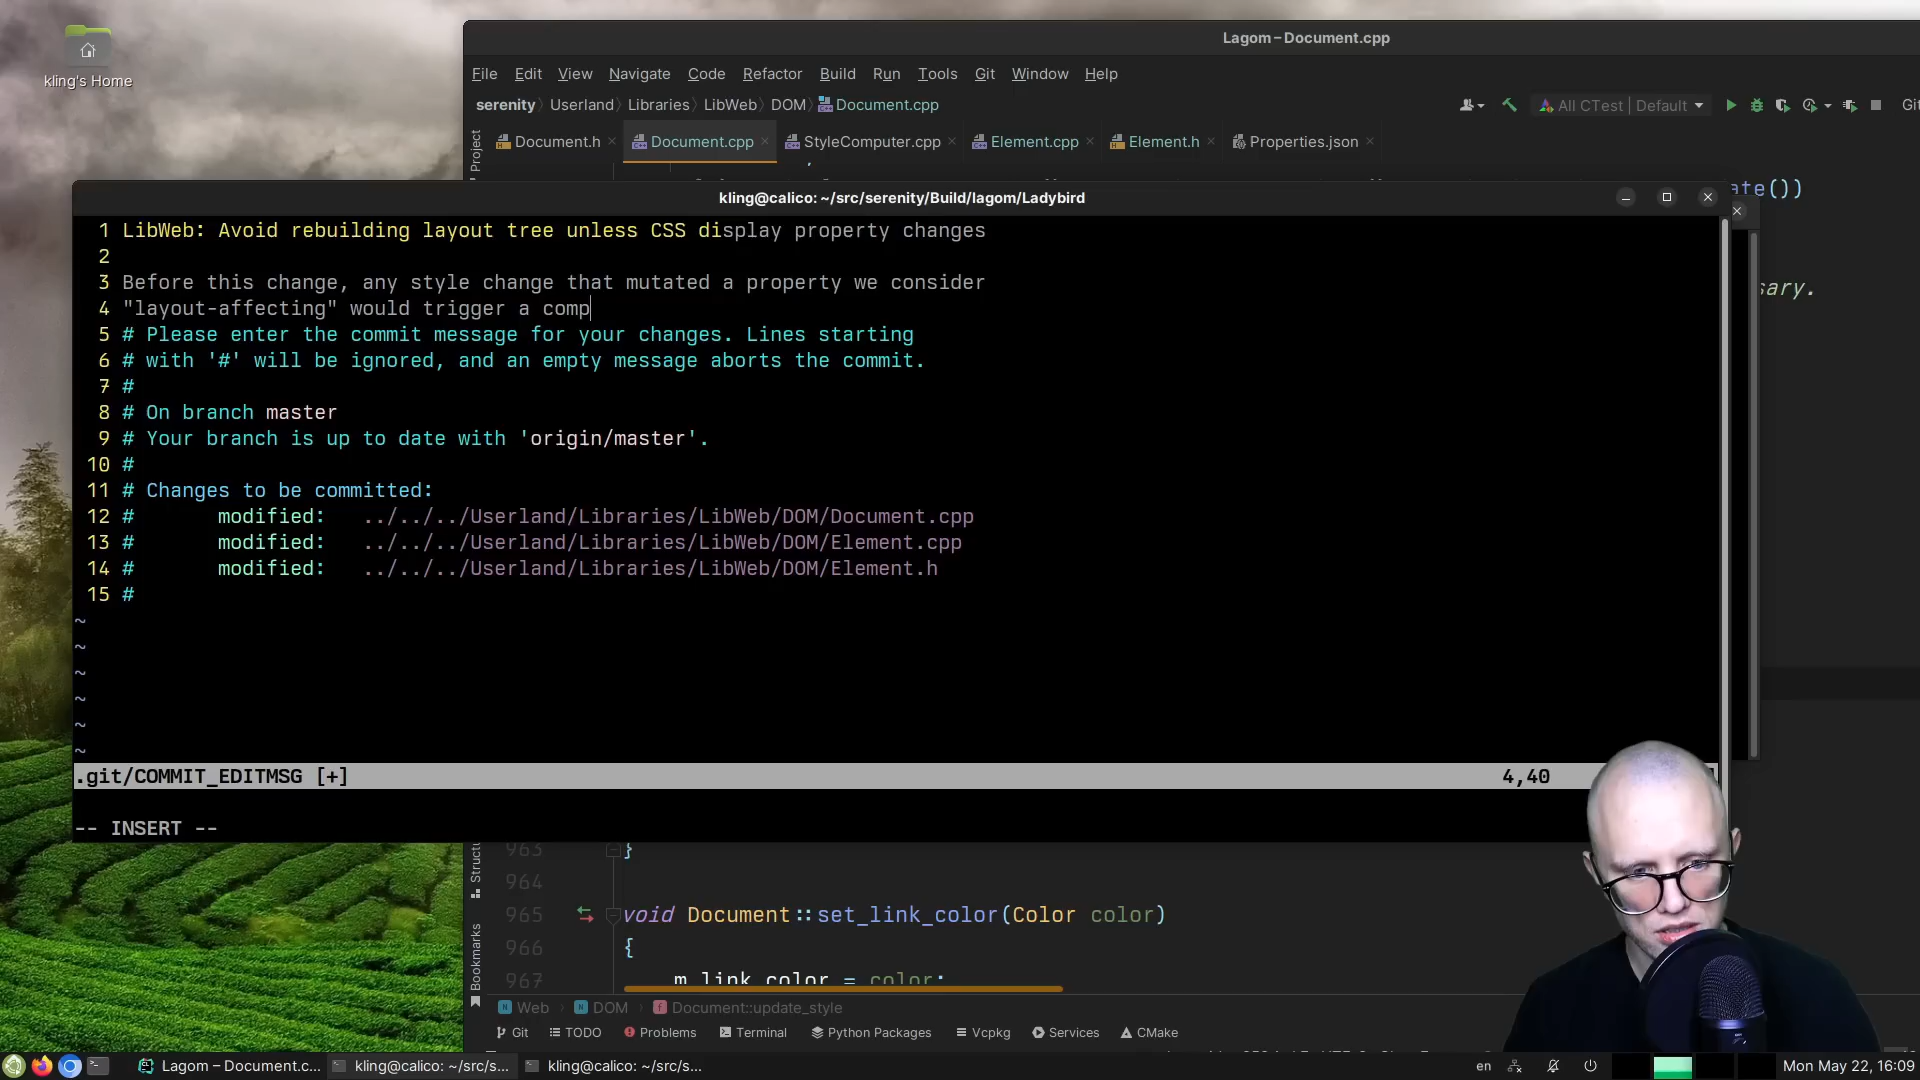 kling's Home
Lagom – Document.cpp
File Edit View Navigate Code Refactor Build Run Tools Git Window Help
serenity Userland Libraries LibWeb DOM Document.cpp
All CTest | Default
Project
Document.h Document.cpp StyleComputer.cpp Element.cpp Element.h Properties.json
kling@calico: ~/src/serenity/Build/lagom/Ladybird
ate())
1 LibWeb: Avoid rebuilding layout tree unless CSS display property changes
2
3 Before this change, any style change that mutated a property we consider
4 "layout-affecting" would trigger a comp
5 # Please enter the commit message for your changes. Lines starting
6 # with '#' will be ignored, and an empty message aborts the commit.
7 #
8 # On branch master
9 # Your branch is up to date with 'origin/master'.
10 #
11 # Changes to be committed:
12 # modified: ../../../Userland/Libraries/LibWeb/DOM/Document.cpp
13 # modified: ../../../Userland/Libraries/LibWeb/DOM/Element.cpp
14 # modified: ../../../Userland/Libraries/LibWeb/DOM/Element.h
15 #
~
~
~
~
~
~
sary.
.git/COMMIT_EDITMSG [+] 4,40
-- INSERT --
963 }
964
965 void Document::set_link_color(Color color)
966 {
967 m_link_color = color;
Bookmarks
Web DOM Document::update_style
Git TODO Problems Terminal Python Packages Vcpkg Services CMake
Lagom – Document.c... kling@calico: ~/src/s... kling@calico: ~/src/s... en Mon May 22, 16:09